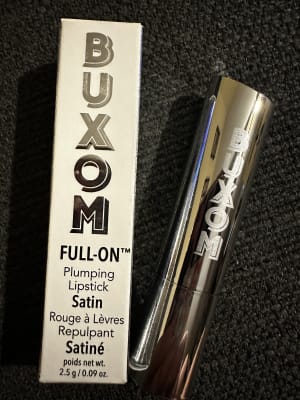 BUXOM
FULL-ON™
Plumping
Lipstick
Satin
Rouge à Lèvres
Repulpant
Satiné
poids net wt.
2.5 g / 0.09 oz.
BUXOM